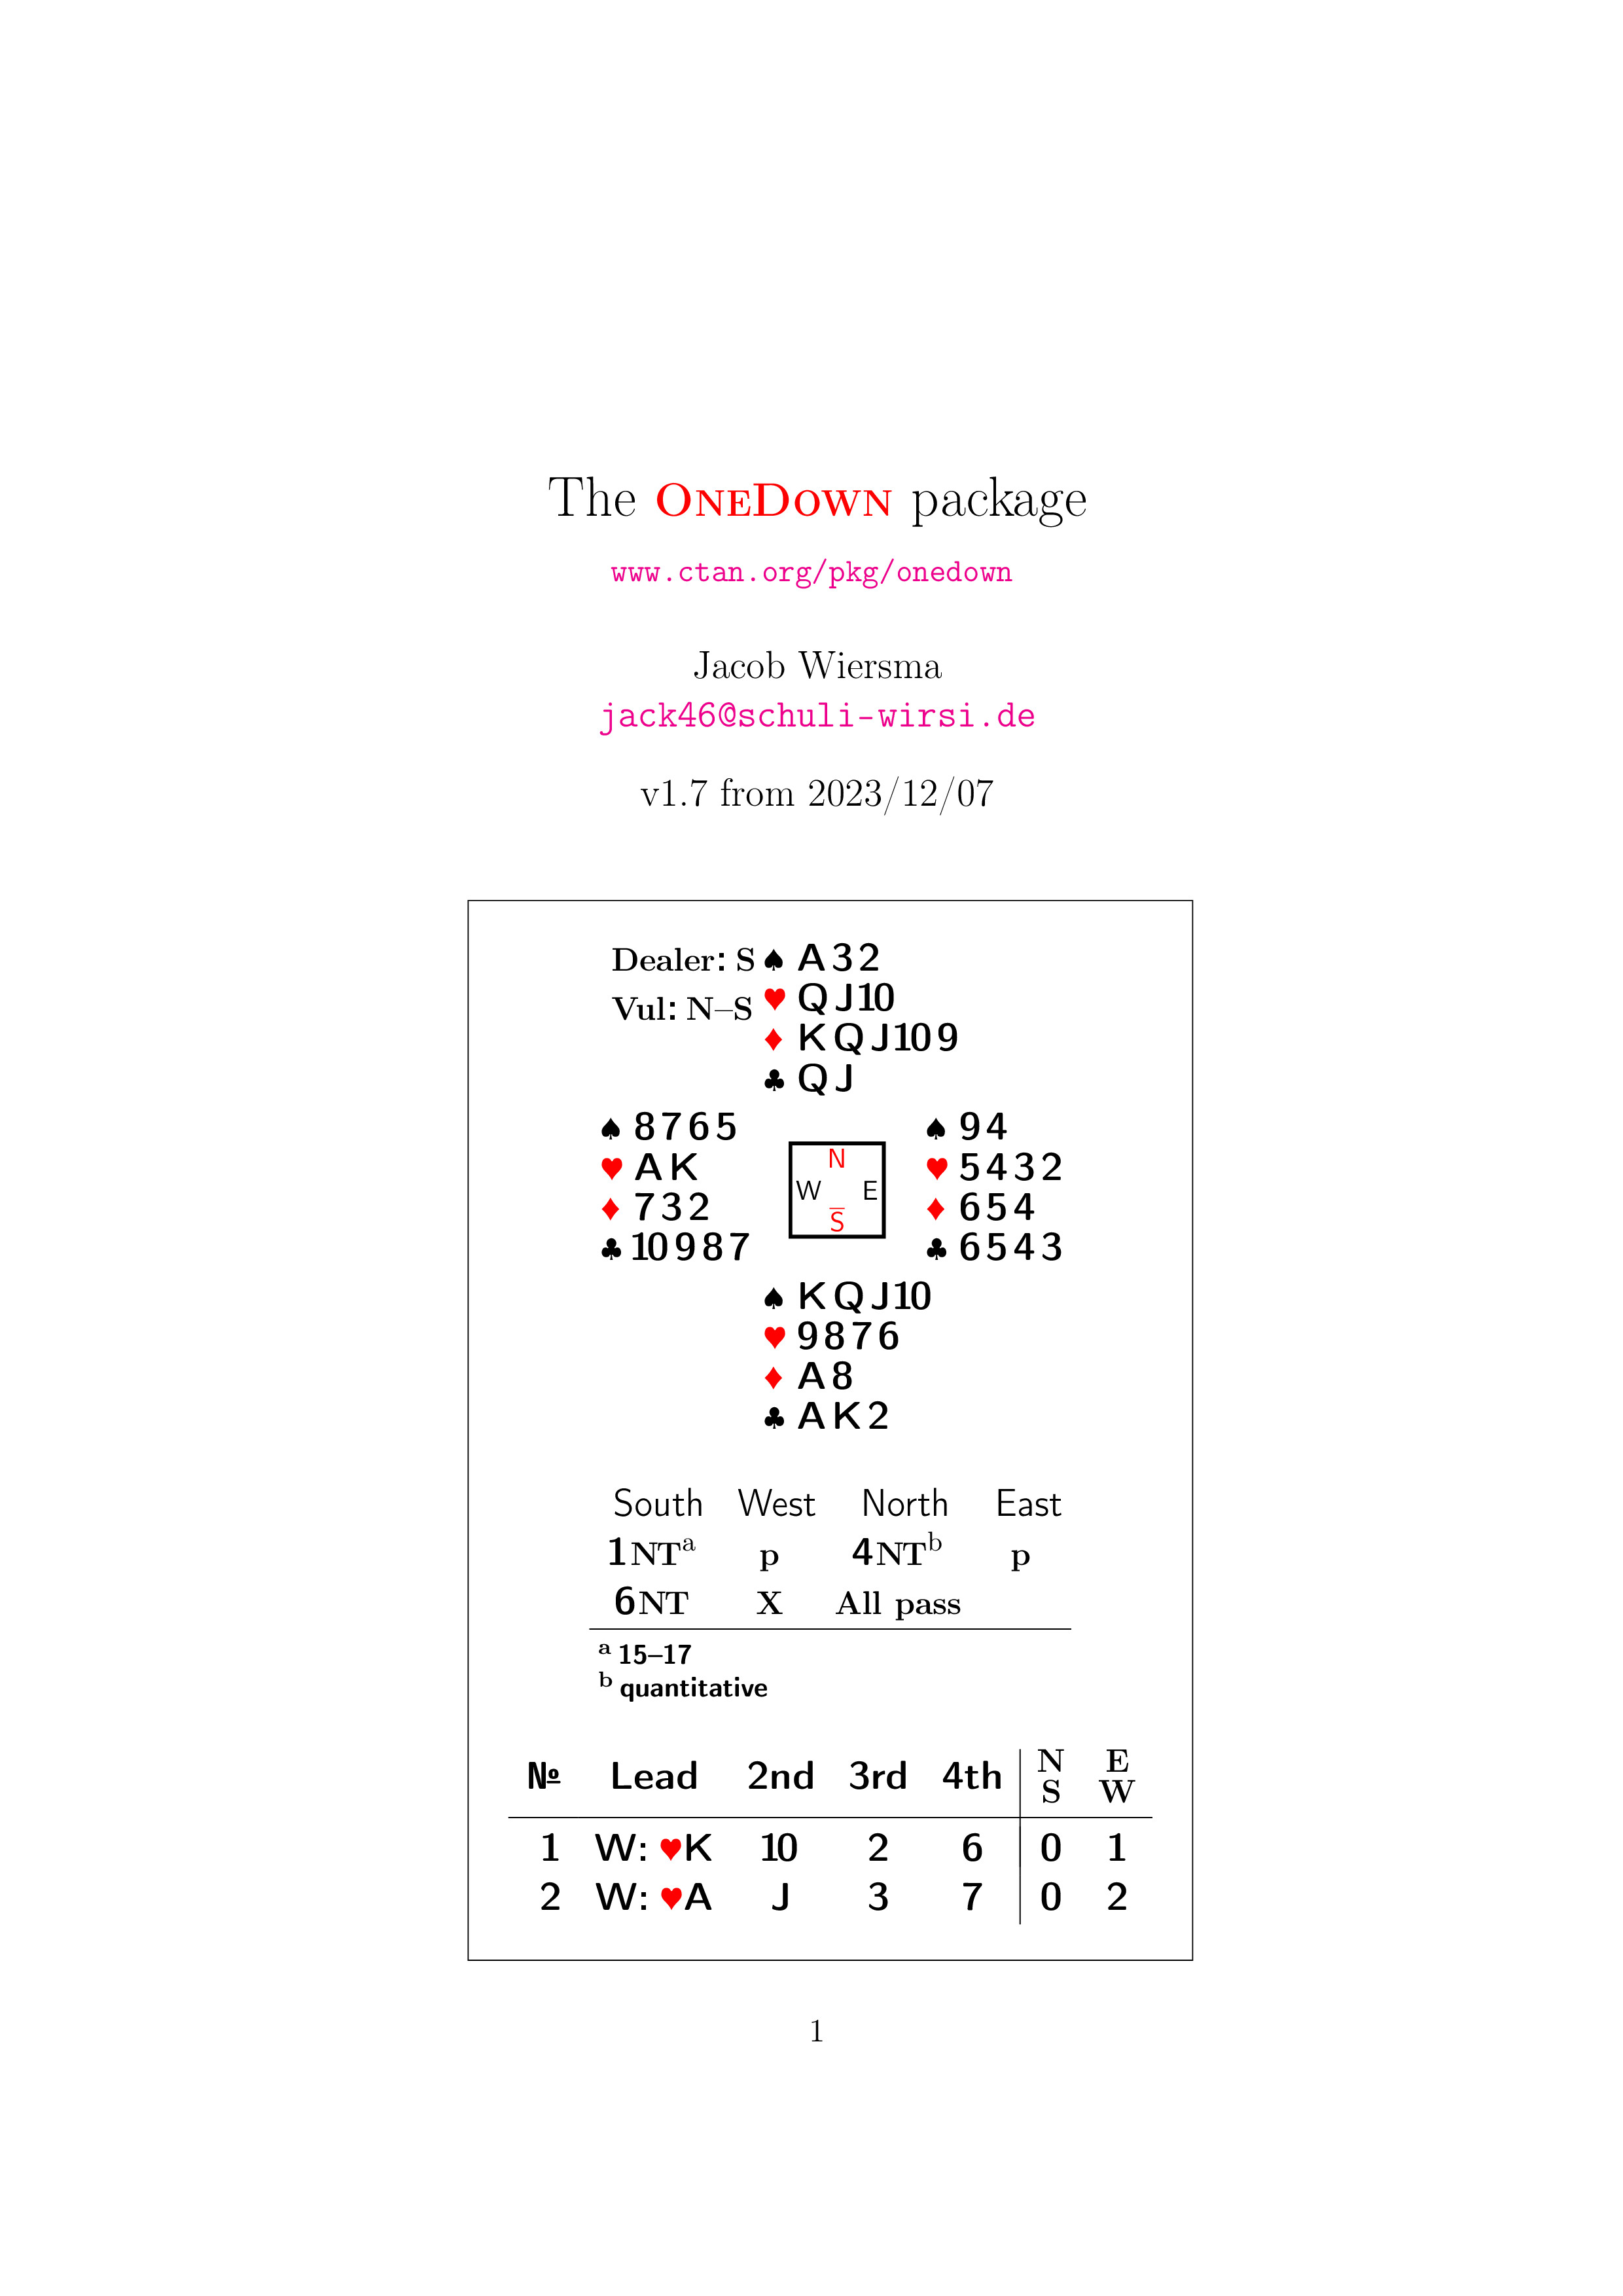 The OneDown package
www.ctan.org/pkg/onedown
Jacob Wiersma
jack46@schuli-wirsi.de
v1.7 from 2023/12/07
Dealer: S ♠ A 3 2
Vul: N–S ♥ Q J 10
♦ K Q J 10 9
♣ Q J
♠ 8 7 6 5 ♠ 9 4
♥ A K N ♥ 5 4 3 2
♦ 7 3 2 W E ♦ 6 5 4
♣ 10 9 8 7 S ♣ 6 5 4 3
♠ K Q J 10
♥ 9 8 7 6
♦ A 8
♣ A K 2
South West North East
1NTa p 4NTb p
6NT X All pass
a 15–17
b quantitative
№ Lead 2nd 3rd 4th N S E W
1 W: ♥K 10 2 6 0 1
2 W: ♥A J 3 7 0 2
1